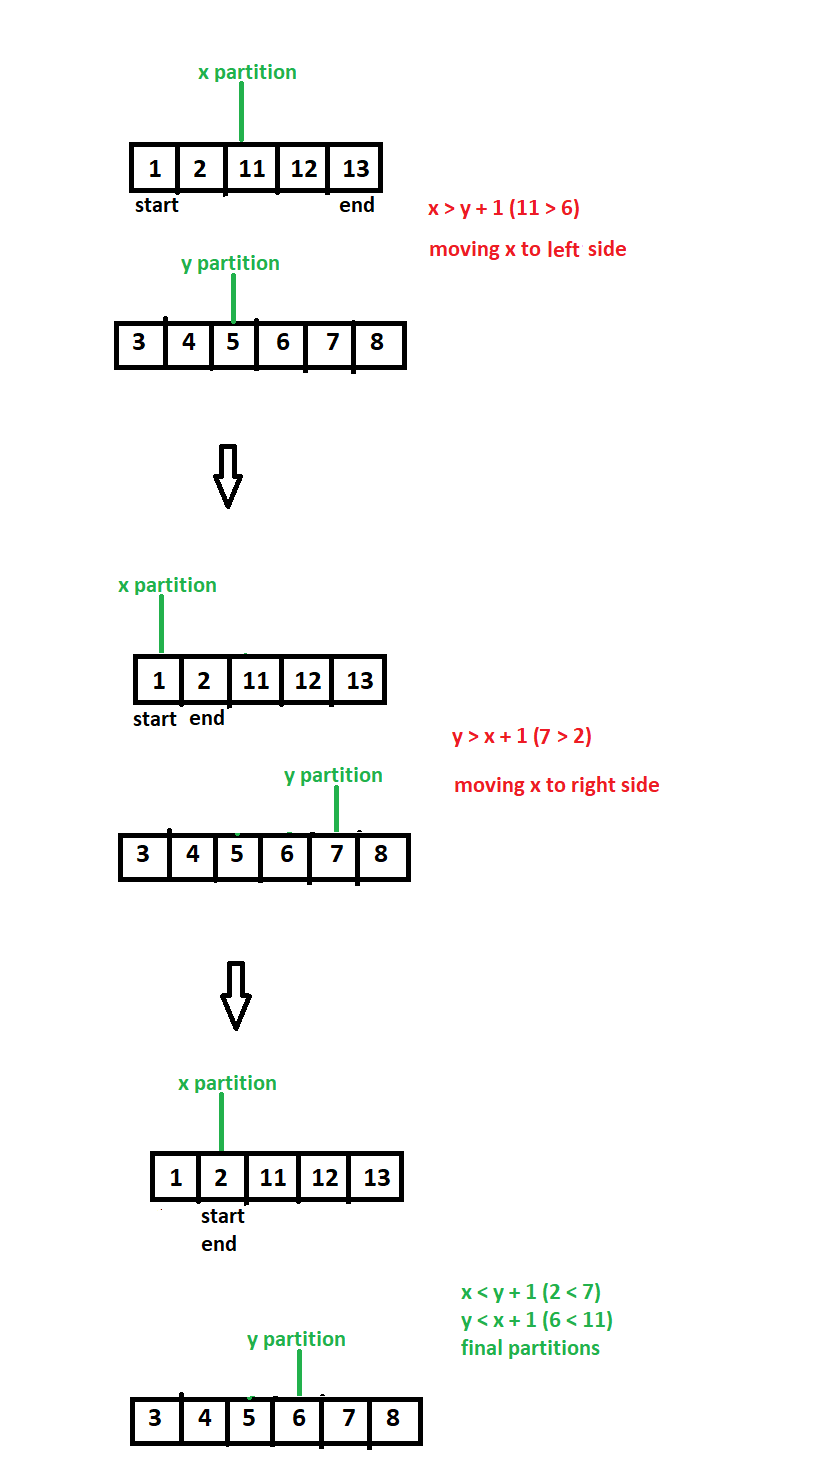 x partition
1 2 11 12 13
start end
x > y + 1 (11 > 6)
moving x to left side
y partition
3 4 5 6 7 8
x partition
1 2 11 12 13
start end
y > x + 1 (7 > 2)
moving x to right side
y partition
3 4 5 6 7 8
x partition
1 2 11 12 13
start
end
x < y + 1 (2 < 7)
y < x + 1 (6 < 11)
final partitions
y partition
3 4 5 6 7 8